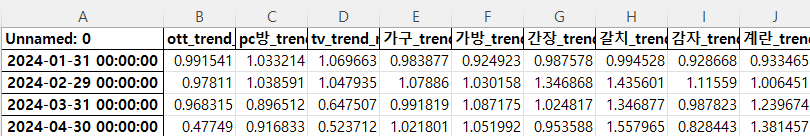 A B C D E F G H I J
Unnamed: 0 ott_trend_ pc방_trend tv_trend_r 가구_trend 가방_trend 간장_trend 갈치_trend 감자_trend 계란_trend
2024-01-31 00:00:00 0.991541 1.033214 1.069663 0.983877 0.924923 0.987578 0.994528 0.928668 0.933465
2024-02-29 00:00:00 0.97811 1.038591 1.047935 1.07886 1.030158 1.346868 1.435601 1.11559 1.006451
2024-03-31 00:00:00 0.968315 0.896512 0.647507 0.991819 1.087175 1.024817 1.346877 0.987823 1.239674
2024-04-30 00:00:00 0.47749 0.916833 0.523712 1.021801 1.051992 0.953588 1.557965 0.828443 1.381457